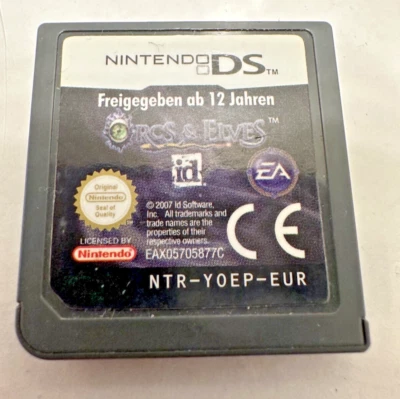 NINTENDO DS™
Freigegeben ab 12 Jahren
ORCS & ELVES™
id
EA
Original
Nintendo
Seal of
Quality
© 2007 Id Software,
Inc. All trademarks and
trade names are the
properties of their
respective owners.
LICENSED BY
Nintendo
EAX05705877C
CE
NTR-YOEP-EUR